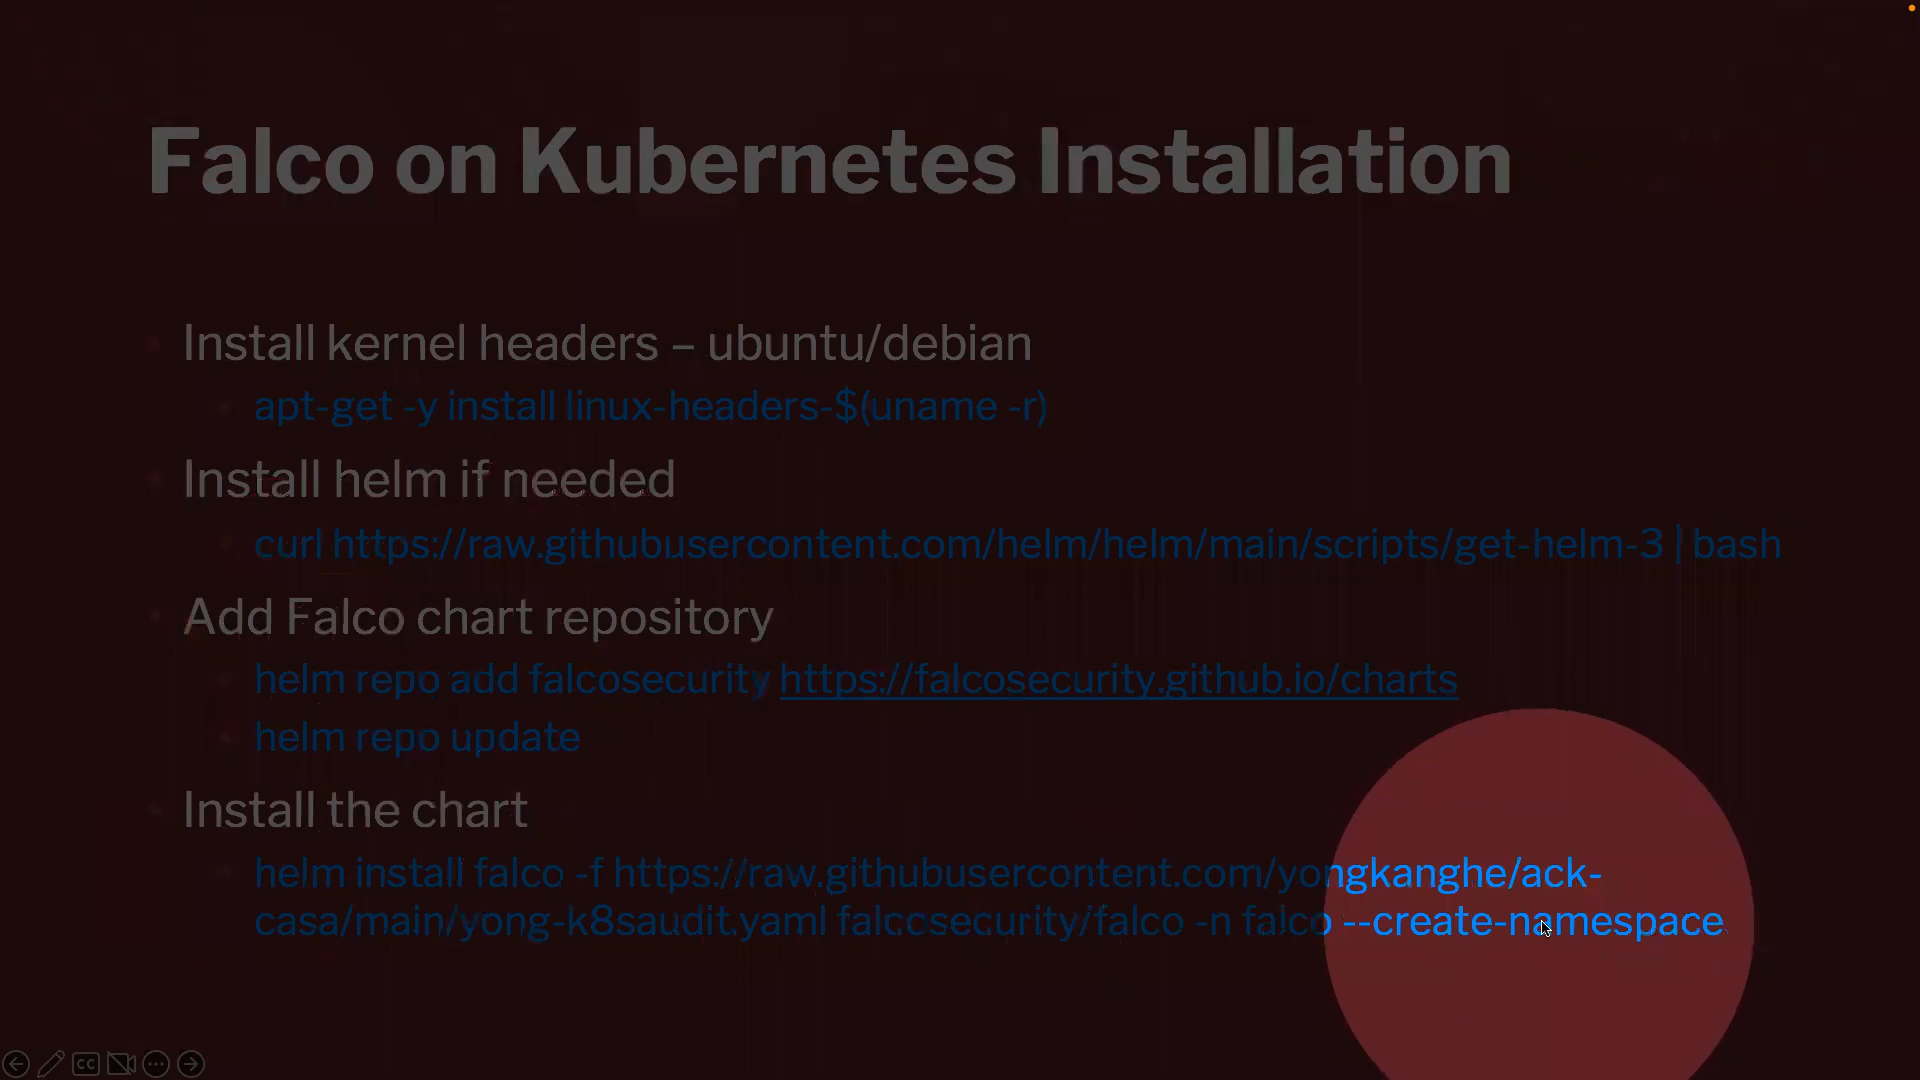 Falco on Kubernetes Installation
Install kernel headers – ubuntu/debian
apt-get -y install linux-headers-$(uname -r)
Install helm if needed
curl https://raw.githubusercontent.com/helm/helm/main/scripts/get-helm-3 | bash
Add Falco chart repository
helm repo add falcosecurity https://falcosecurity.github.io/charts
helm repo update
Install the chart
helm install falco -f https://raw.githubusercontent.com/yongkanghe/ack-
casa/main/yong-k8saudit.yaml falcosecurity/falco -n falco --create-namespace
CC